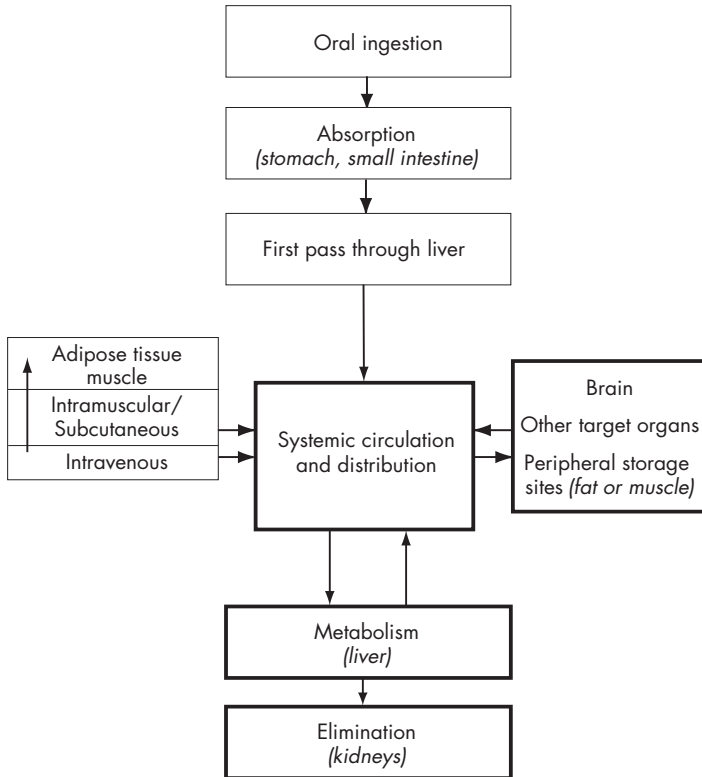 Oral ingestion
Absorption
(stomach, small intestine)
First pass through liver
Adipose tissue
muscle
Intramuscular/
Subcutaneous
Intravenous
Systemic circulation
and distribution
Brain
Other target organs
Peripheral storage
sites (fat or muscle)
Metabolism
(liver)
Elimination
(kidneys)